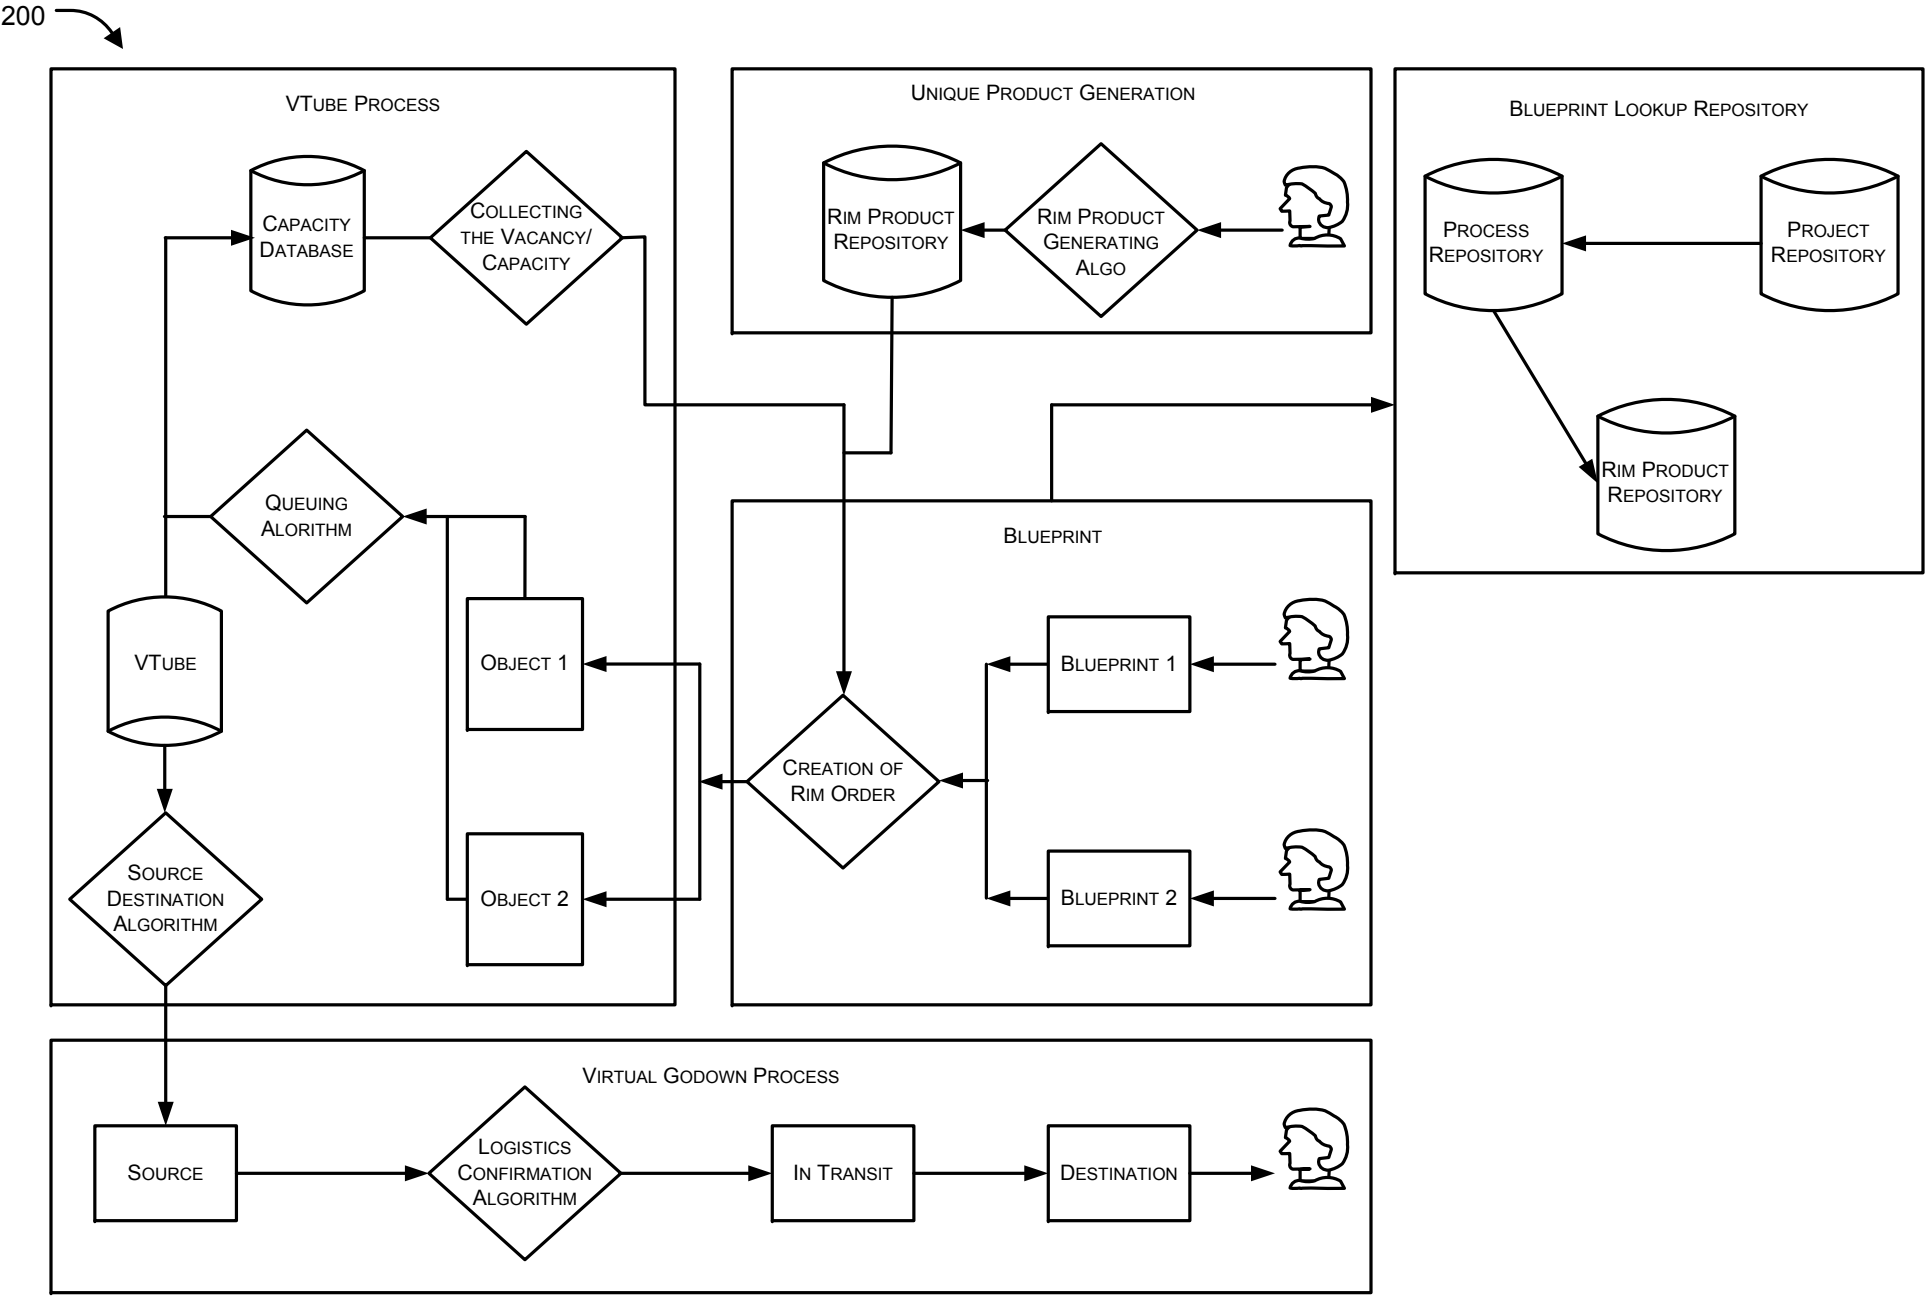 200
VTUBE PROCESS
CAPACITY
DATABASE
COLLECTING
THE VACANCY/
CAPACITY
QUEUING
ALORITHM
VTUBE
OBJECT 1
OBJECT 2
SOURCE
DESTINATION
ALGORITHM
UNIQUE PRODUCT GENERATION
RIM PRODUCT
REPOSITORY
RIM PRODUCT
GENERATING
ALGO
BLUEPRINT LOOKUP REPOSITORY
PROCESS
REPOSITORY
PROJECT
REPOSITORY
RIM PRODUCT
REPOSITORY
BLUEPRINT
BLUEPRINT 1
CREATION OF
RIM ORDER
BLUEPRINT 2
VIRTUAL GODOWN PROCESS
SOURCE
LOGISTICS
CONFIRMATION
ALGORITHM
IN TRANSIT
DESTINATION